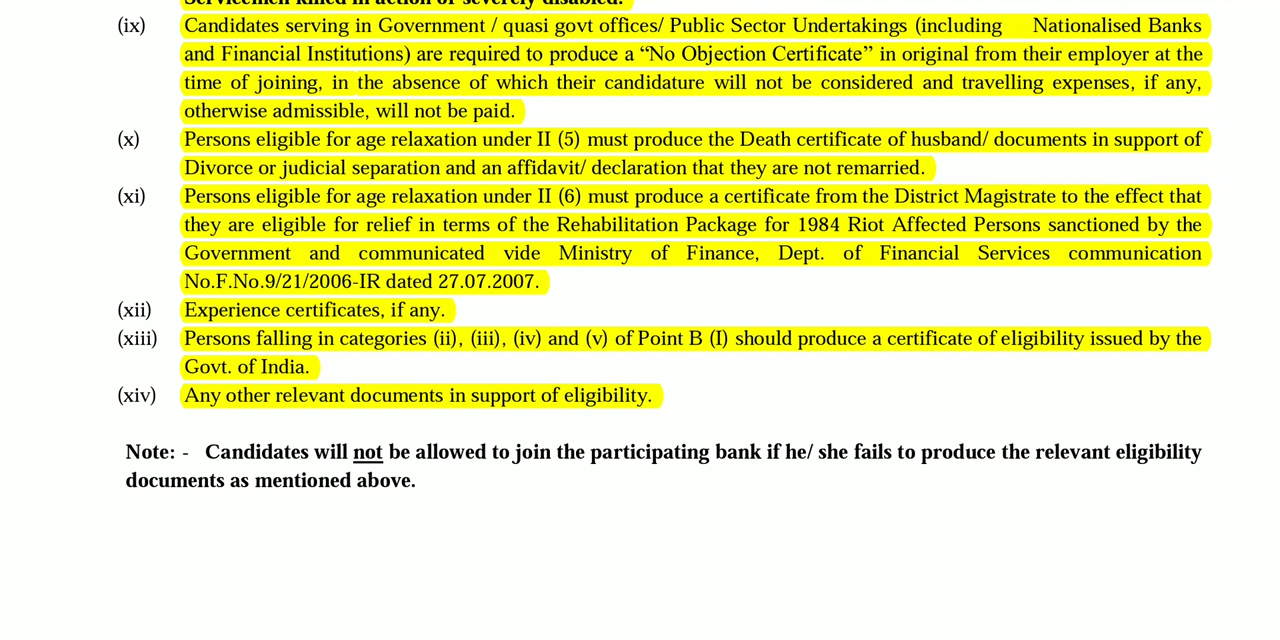 Servicemen killed in action or severely disabled.
(ix) Candidates serving in Government / quasi govt offices/ Public Sector Undertakings (including Nationalised Banks
and Financial Institutions) are required to produce a “No Objection Certificate” in original from their employer at the
time of joining, in the absence of which their candidature will not be considered and travelling expenses, if any,
otherwise admissible, will not be paid.
(x) Persons eligible for age relaxation under II (5) must produce the Death certificate of husband/ documents in support of
Divorce or judicial separation and an affidavit/ declaration that they are not remarried.
(xi) Persons eligible for age relaxation under II (6) must produce a certificate from the District Magistrate to the effect that
they are eligible for relief in terms of the Rehabilitation Package for 1984 Riot Affected Persons sanctioned by the
Government and communicated vide Ministry of Finance, Dept. of Financial Services communication
No.F.No.9/21/2006-IR dated 27.07.2007.
(xii) Experience certificates, if any.
(xiii) Persons falling in categories (ii), (iii), (iv) and (v) of Point B (I) should produce a certificate of eligibility issued by the
Govt. of India.
(xiv) Any other relevant documents in support of eligibility.
Note: - Candidates will not be allowed to join the participating bank if he/ she fails to produce the relevant eligibility
documents as mentioned above.